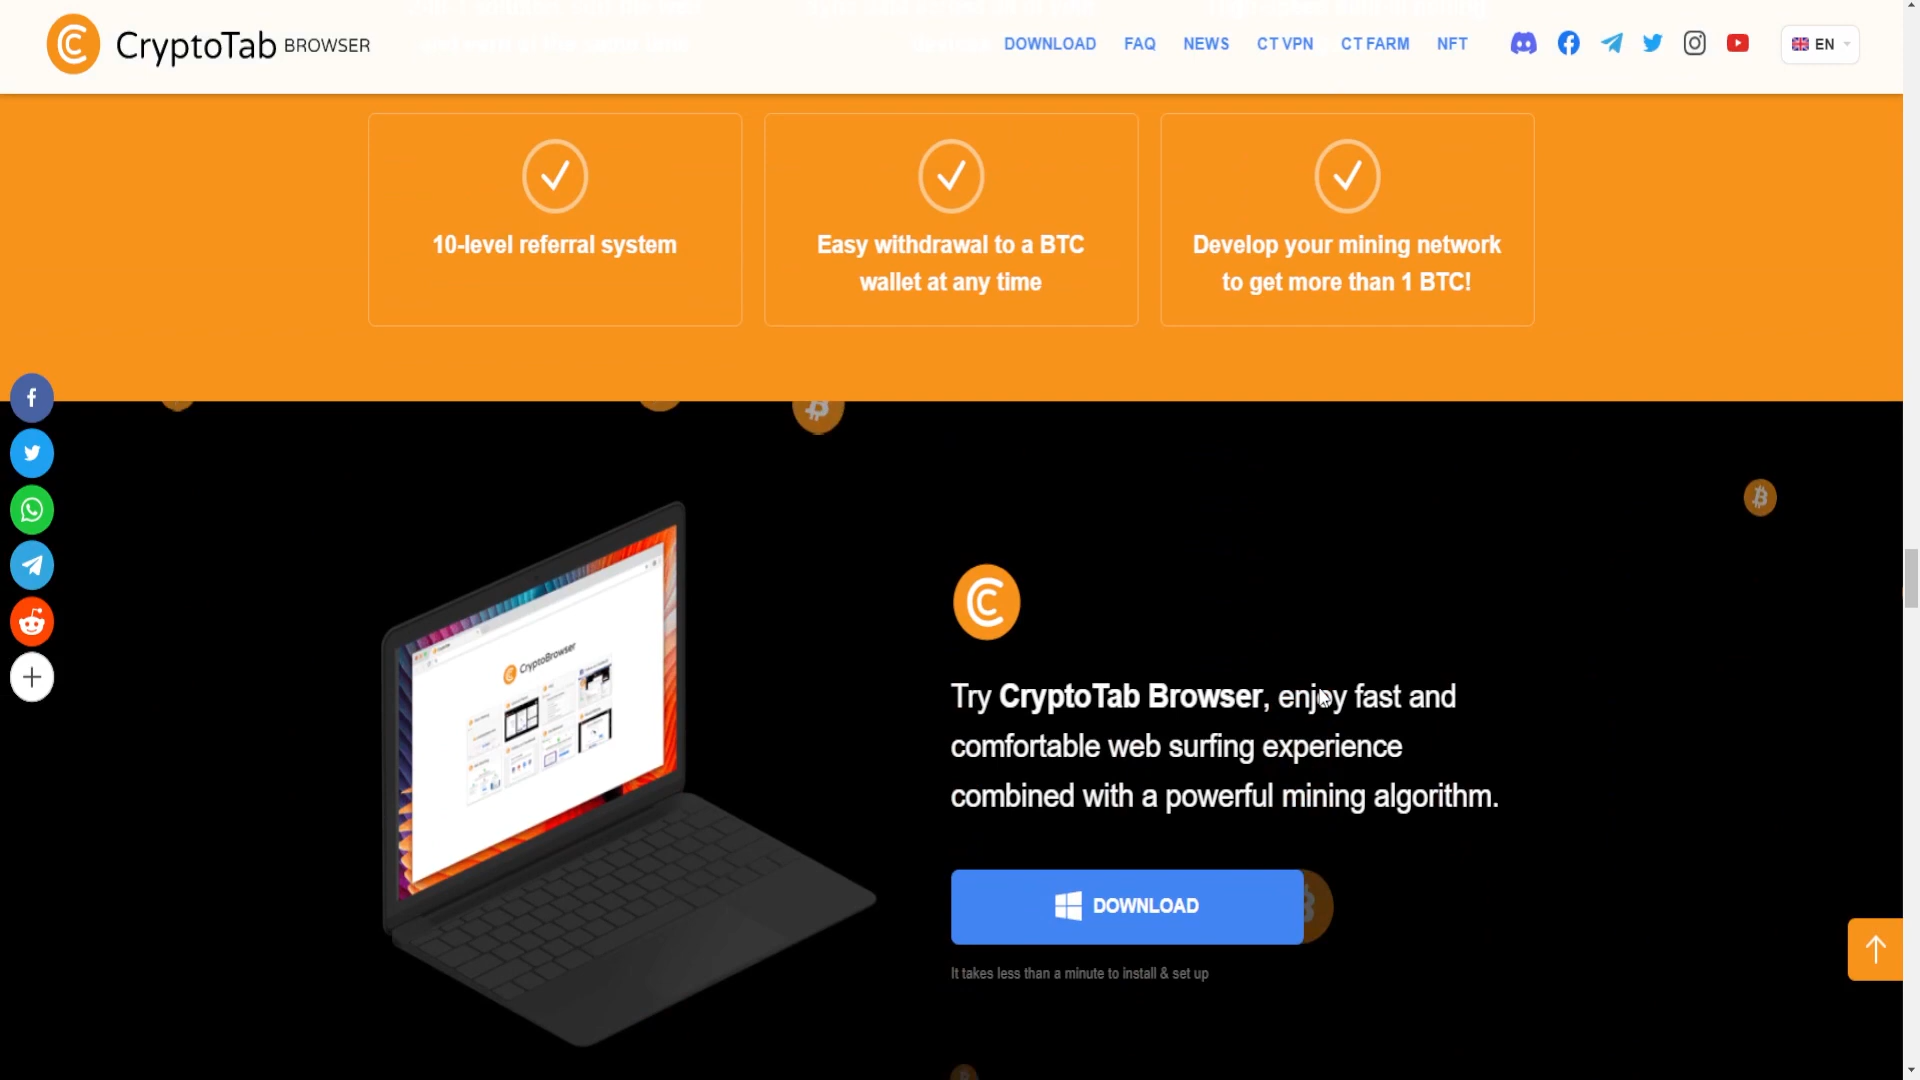 CryptoTab BROWSER
DOWNLOAD FAQ NEWS CT VPN CT FARM NFT
EN
10-level referral system
Easy withdrawal to a BTC
wallet at any time
Develop your mining network
to get more than 1 BTC!
CryptoBrowser
Try CryptoTab Browser, enjoy fast and
comfortable web surfing experience
combined with a powerful mining algorithm.
DOWNLOAD
It takes less than a minute to install & set up